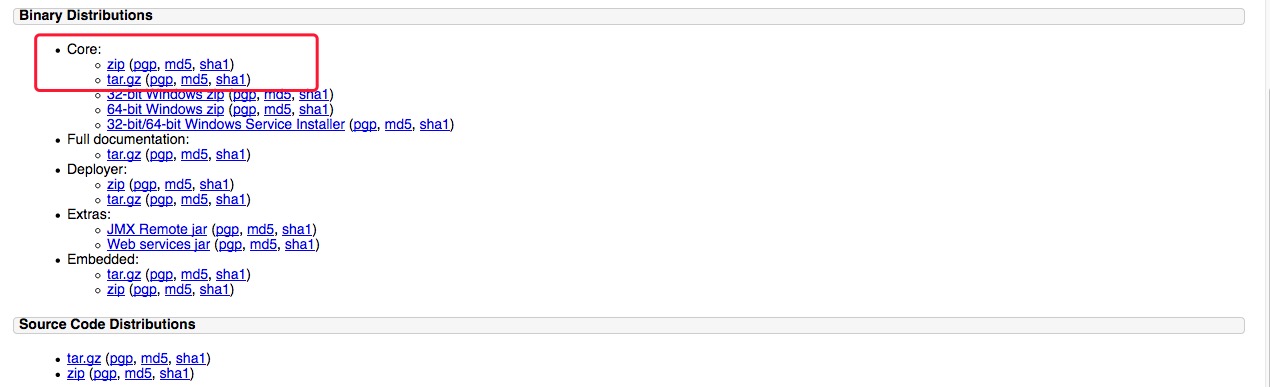 Binary Distributions
Core:
zip (pgp, md5, sha1)
tar.gz (pgp, md5, sha1)
32-bit Windows zip (pgp, md5, sha1)
64-bit Windows zip (pgp, md5, sha1)
32-bit/64-bit Windows Service Installer (pgp, md5, sha1)
Full documentation:
tar.gz (pgp, md5, sha1)
Deployer:
zip (pgp, md5, sha1)
tar.gz (pgp, md5, sha1)
Extras:
JMX Remote jar (pgp, md5, sha1)
Web services jar (pgp, md5, sha1)
Embedded:
tar.gz (pgp, md5, sha1)
zip (pgp, md5, sha1)
Source Code Distributions
tar.gz (pgp, md5, sha1)
zip (pgp, md5, sha1)